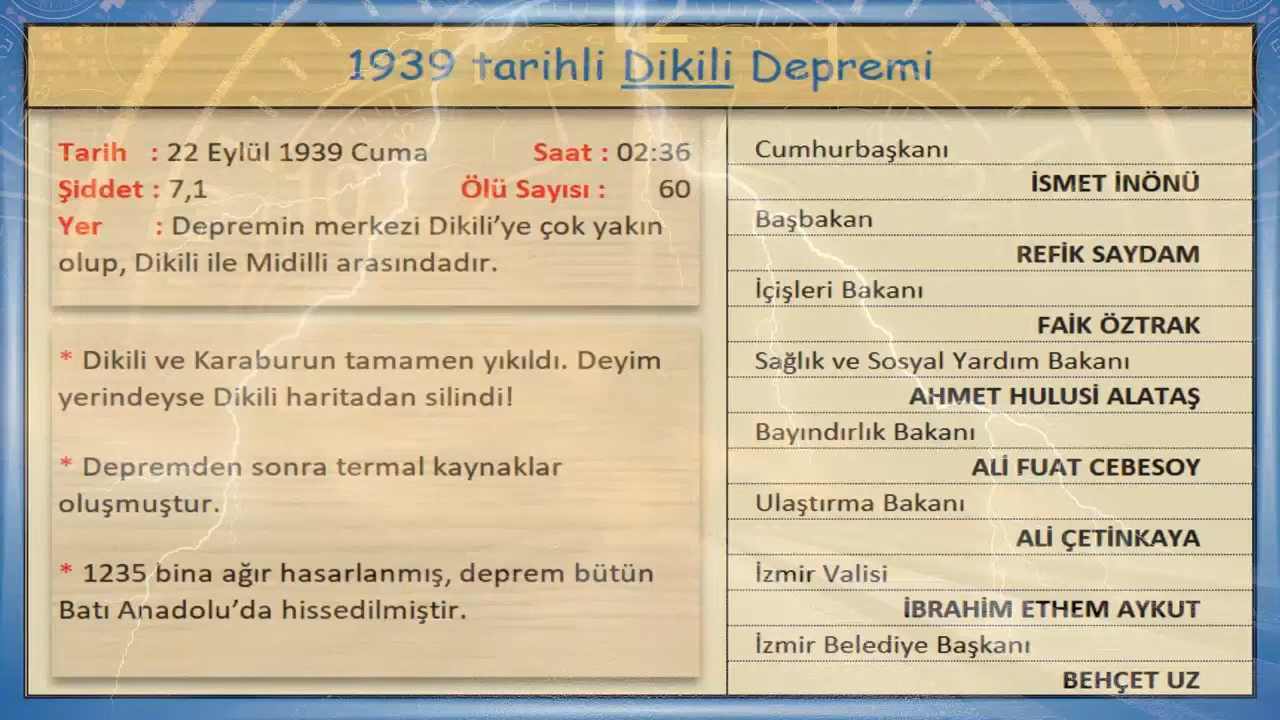 1939 tarihli Dikili Depremi
Tarih : 22 Eylül 1939 Cuma Saat : 02:36
Şiddet : 7,1 Ölü Sayısı : 60
Yer : Depremin merkezi Dikili’ye çok yakın
olup, Dikili ile Midilli arasındadır.
* Dikili ve Karaburun tamamen yıkıldı. Deyim
yerindeyse Dikili haritadan silindi!
* Depremden sonra termal kaynaklar
oluşmuştur.
* 1235 bina ağır hasarlanmış, deprem bütün
Batı Anadolu’da hissedilmiştir.
Cumhurbaşkanı
İSMET İNÖNÜ
Başbakan
REFİK SAYDAM
İçişleri Bakanı
FAİK ÖZTRAK
Sağlık ve Sosyal Yardım Bakanı
AHMET HULUSİ ALATAŞ
Bayındırlık Bakanı
ALİ FUAT CEBESOY
Ulaştırma Bakanı
ALİ ÇETİNKAYA
İzmir Valisi
İBRAHİM ETHEM AYKUT
İzmir Belediye Başkanı
BEHÇET UZ